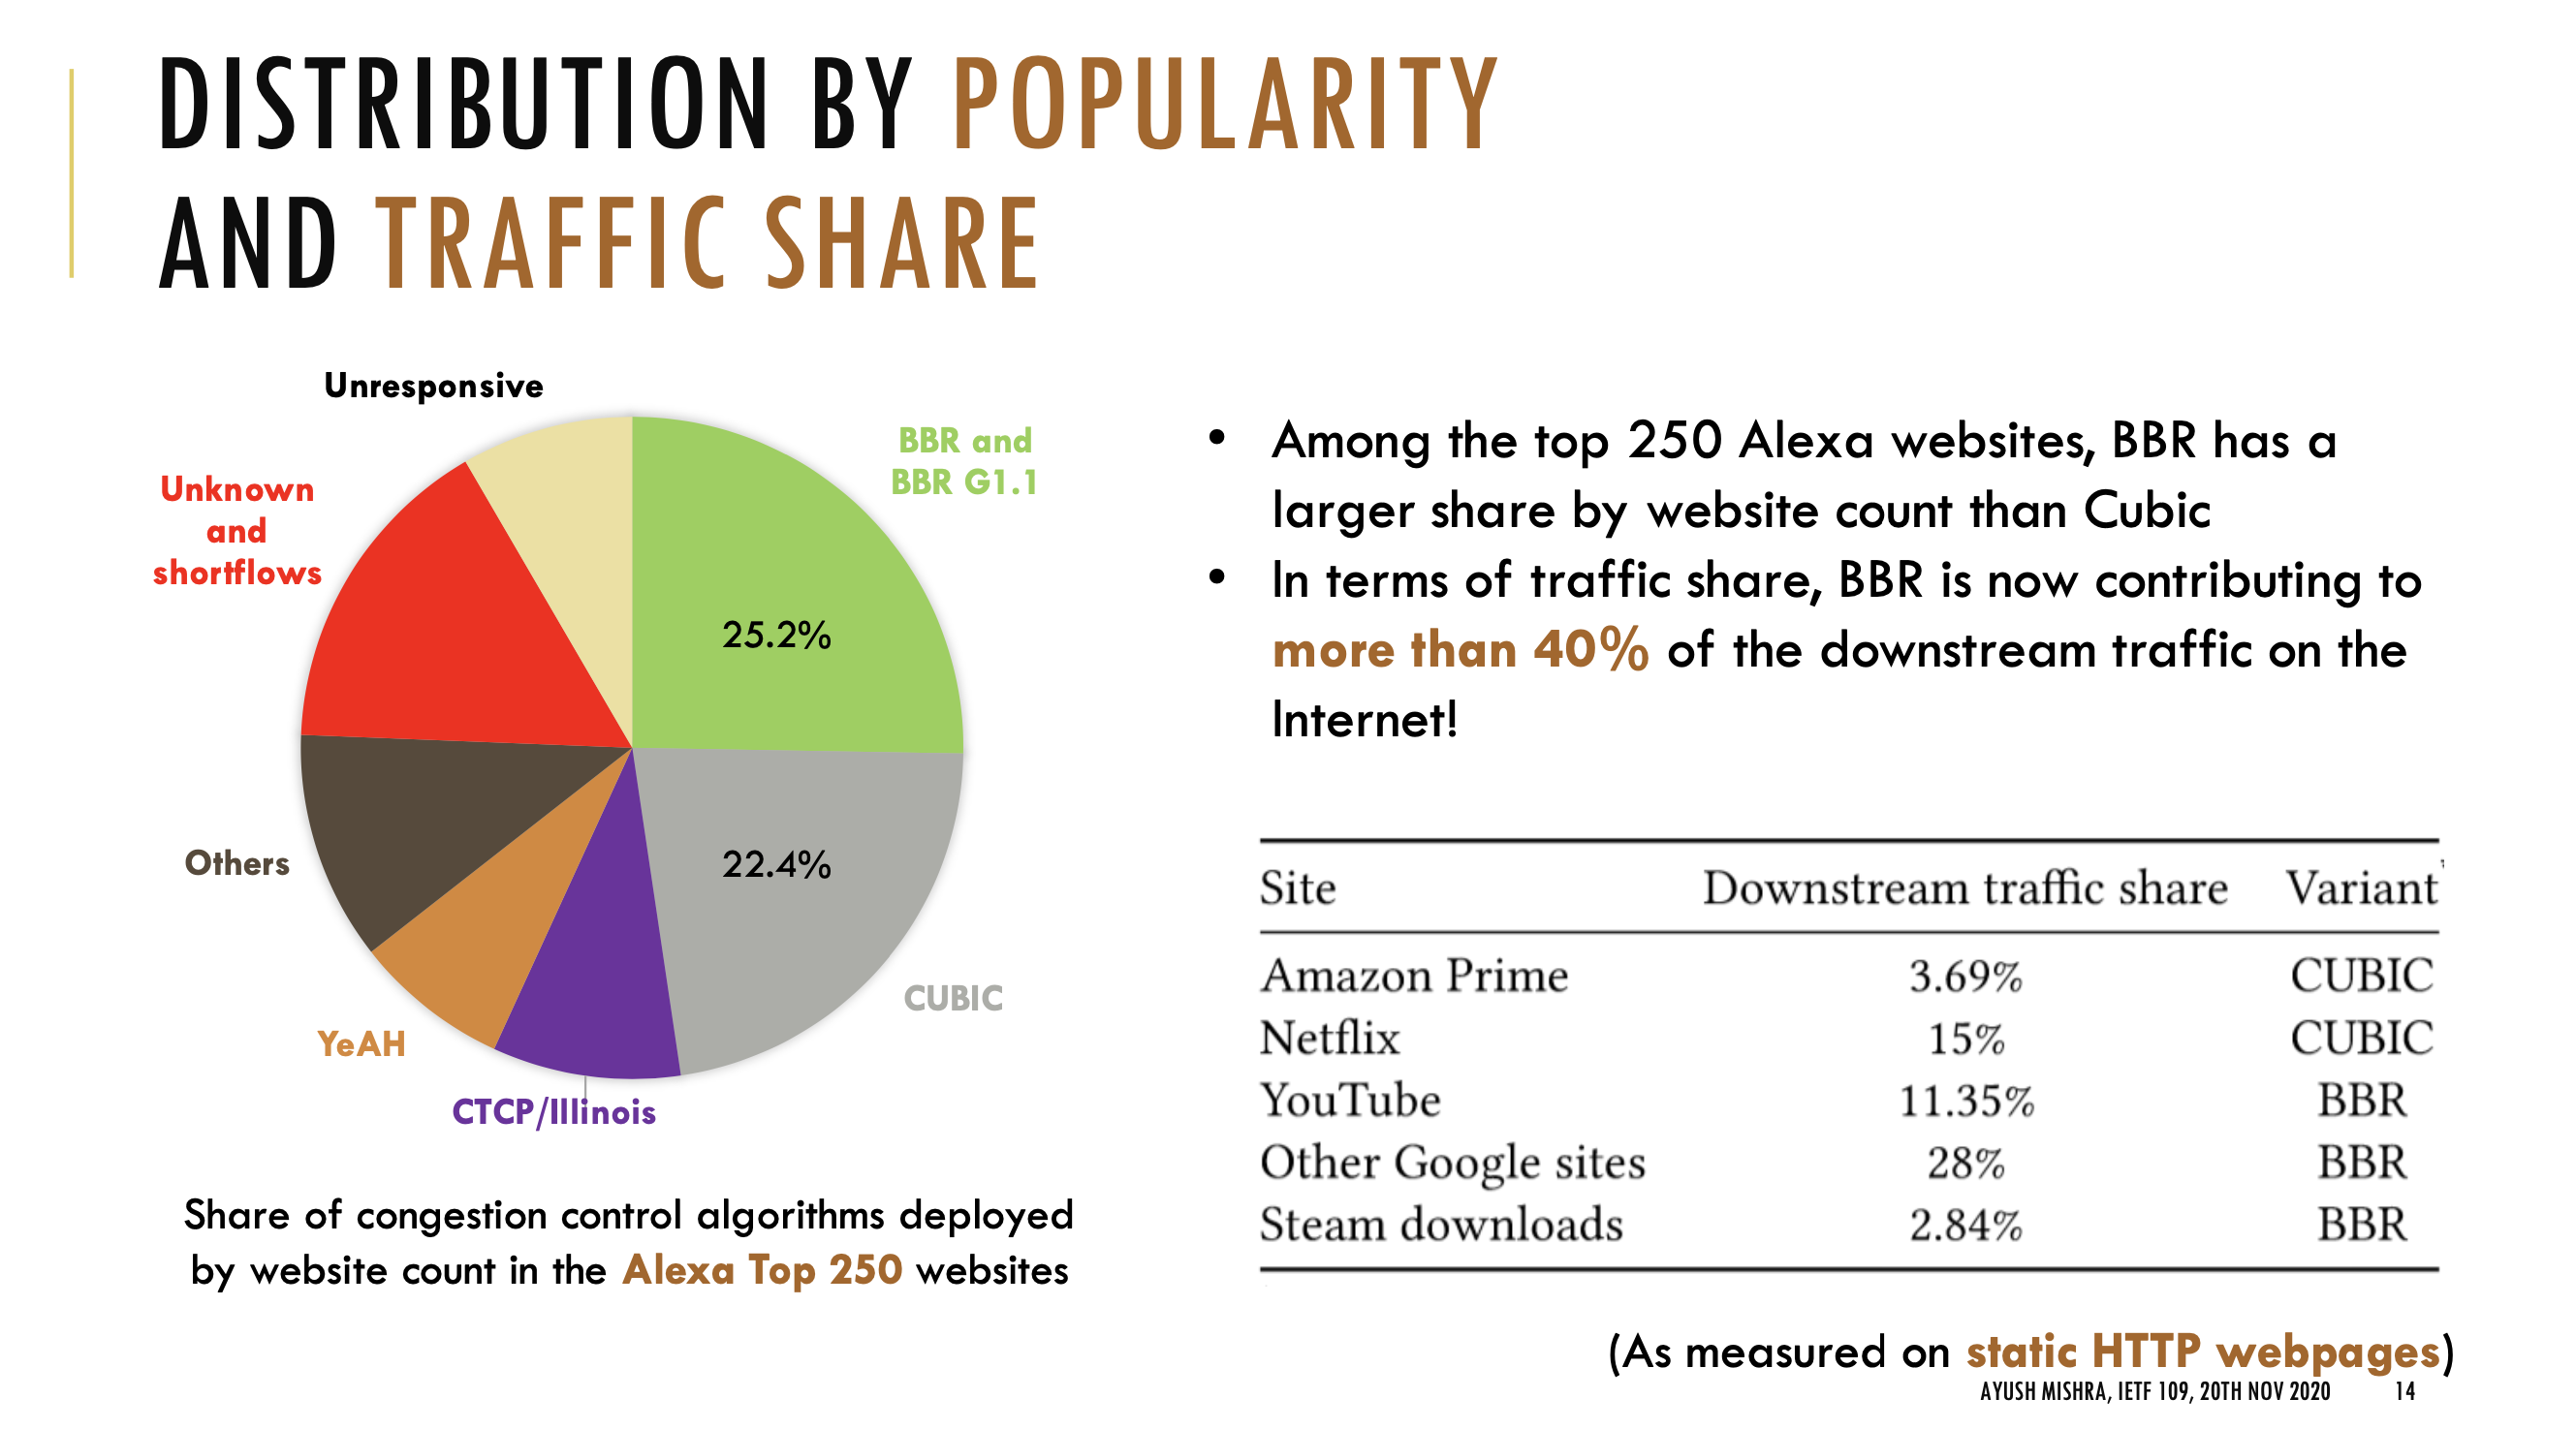 DISTRIBUTION BY POPULARITY
AND TRAFFIC SHARE
Unresponsive
BBR and
BBR G1.1
Unknown
and
shortflows
25.2%
22.4%
Others
CUBIC
YeAH
CTCP/Illinois
Share of congestion control algorithms deployed
by website count in the Alexa Top 250 websites
• Among the top 250 Alexa websites, BBR has a
larger share by website count than Cubic
• In terms of traffic share, BBR is now contributing to
more than 40% of the downstream traffic on the
Internet!
Site Downstream traffic share Variant
Amazon Prime 3.69% CUBIC
Netflix 15% CUBIC
YouTube 11.35% BBR
Other Google sites 28% BBR
Steam downloads 2.84% BBR
(As measured on static HTTP webpages)
AYUSH MISHRA, IETF 109, 20TH NOV 2020 14